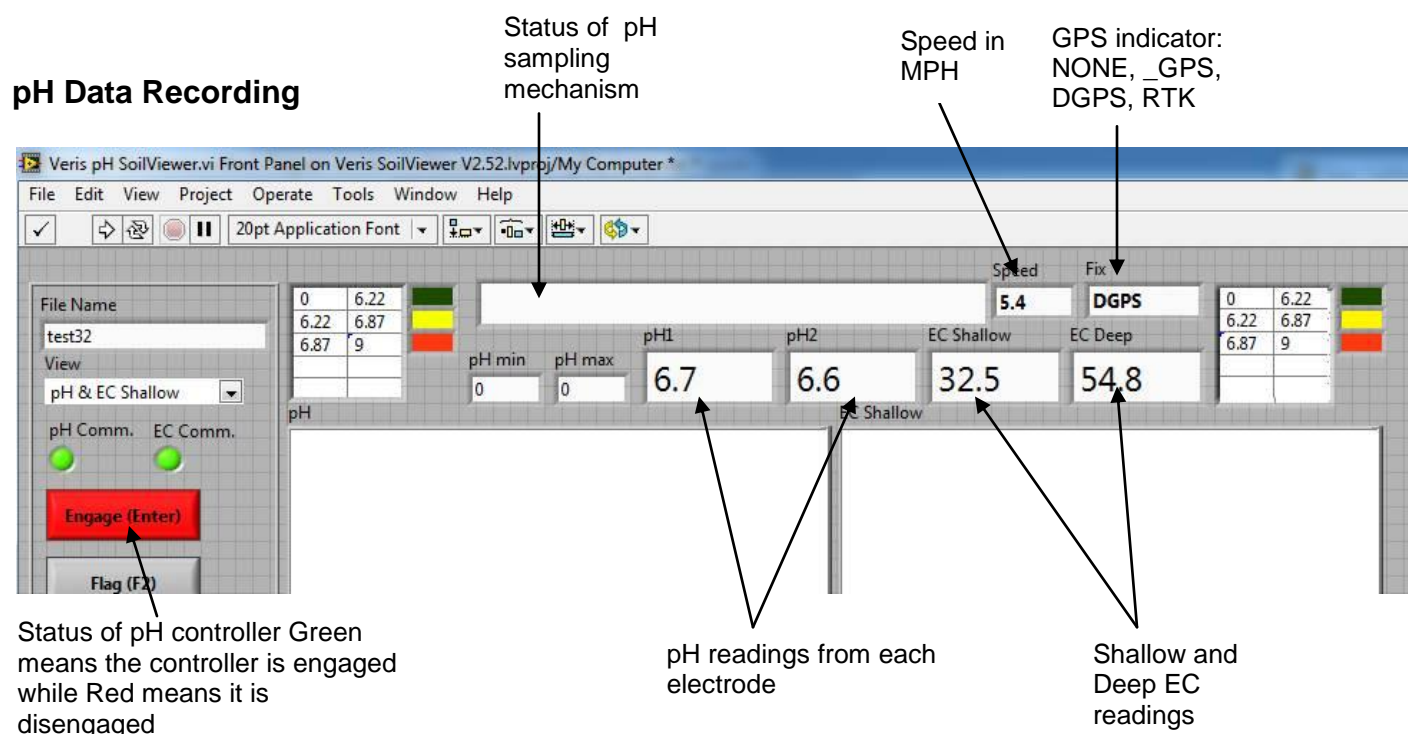 Status of pH
sampling
mechanism
Speed in
MPH
GPS indicator:
NONE, _GPS,
DGPS, RTK
pH Data Recording
Veris pH SoilViewer.vi Front Panel on Veris SoilViewer V2.52.lvproj/My Computer *
File Edit View Project Operate Tools Window Help
20pt Application Font
File Name
test32
View
pH & EC Shallow
pH Comm. EC Comm.
Engage (Enter)
Flag (F2)
0 6.22
6.22 6.87
6.87 9
pH min pH max
0 0
Speed Fix
5.4 DGPS
pH1 pH2 EC Shallow EC Deep
6.7 6.6 32.5 54.8
0 6.22
6.22 6.87
6.87 9
pH EC Shallow
Status of pH controller Green
means the controller is engaged
while Red means it is
disengaged
pH readings from each
electrode
Shallow and
Deep EC
readings